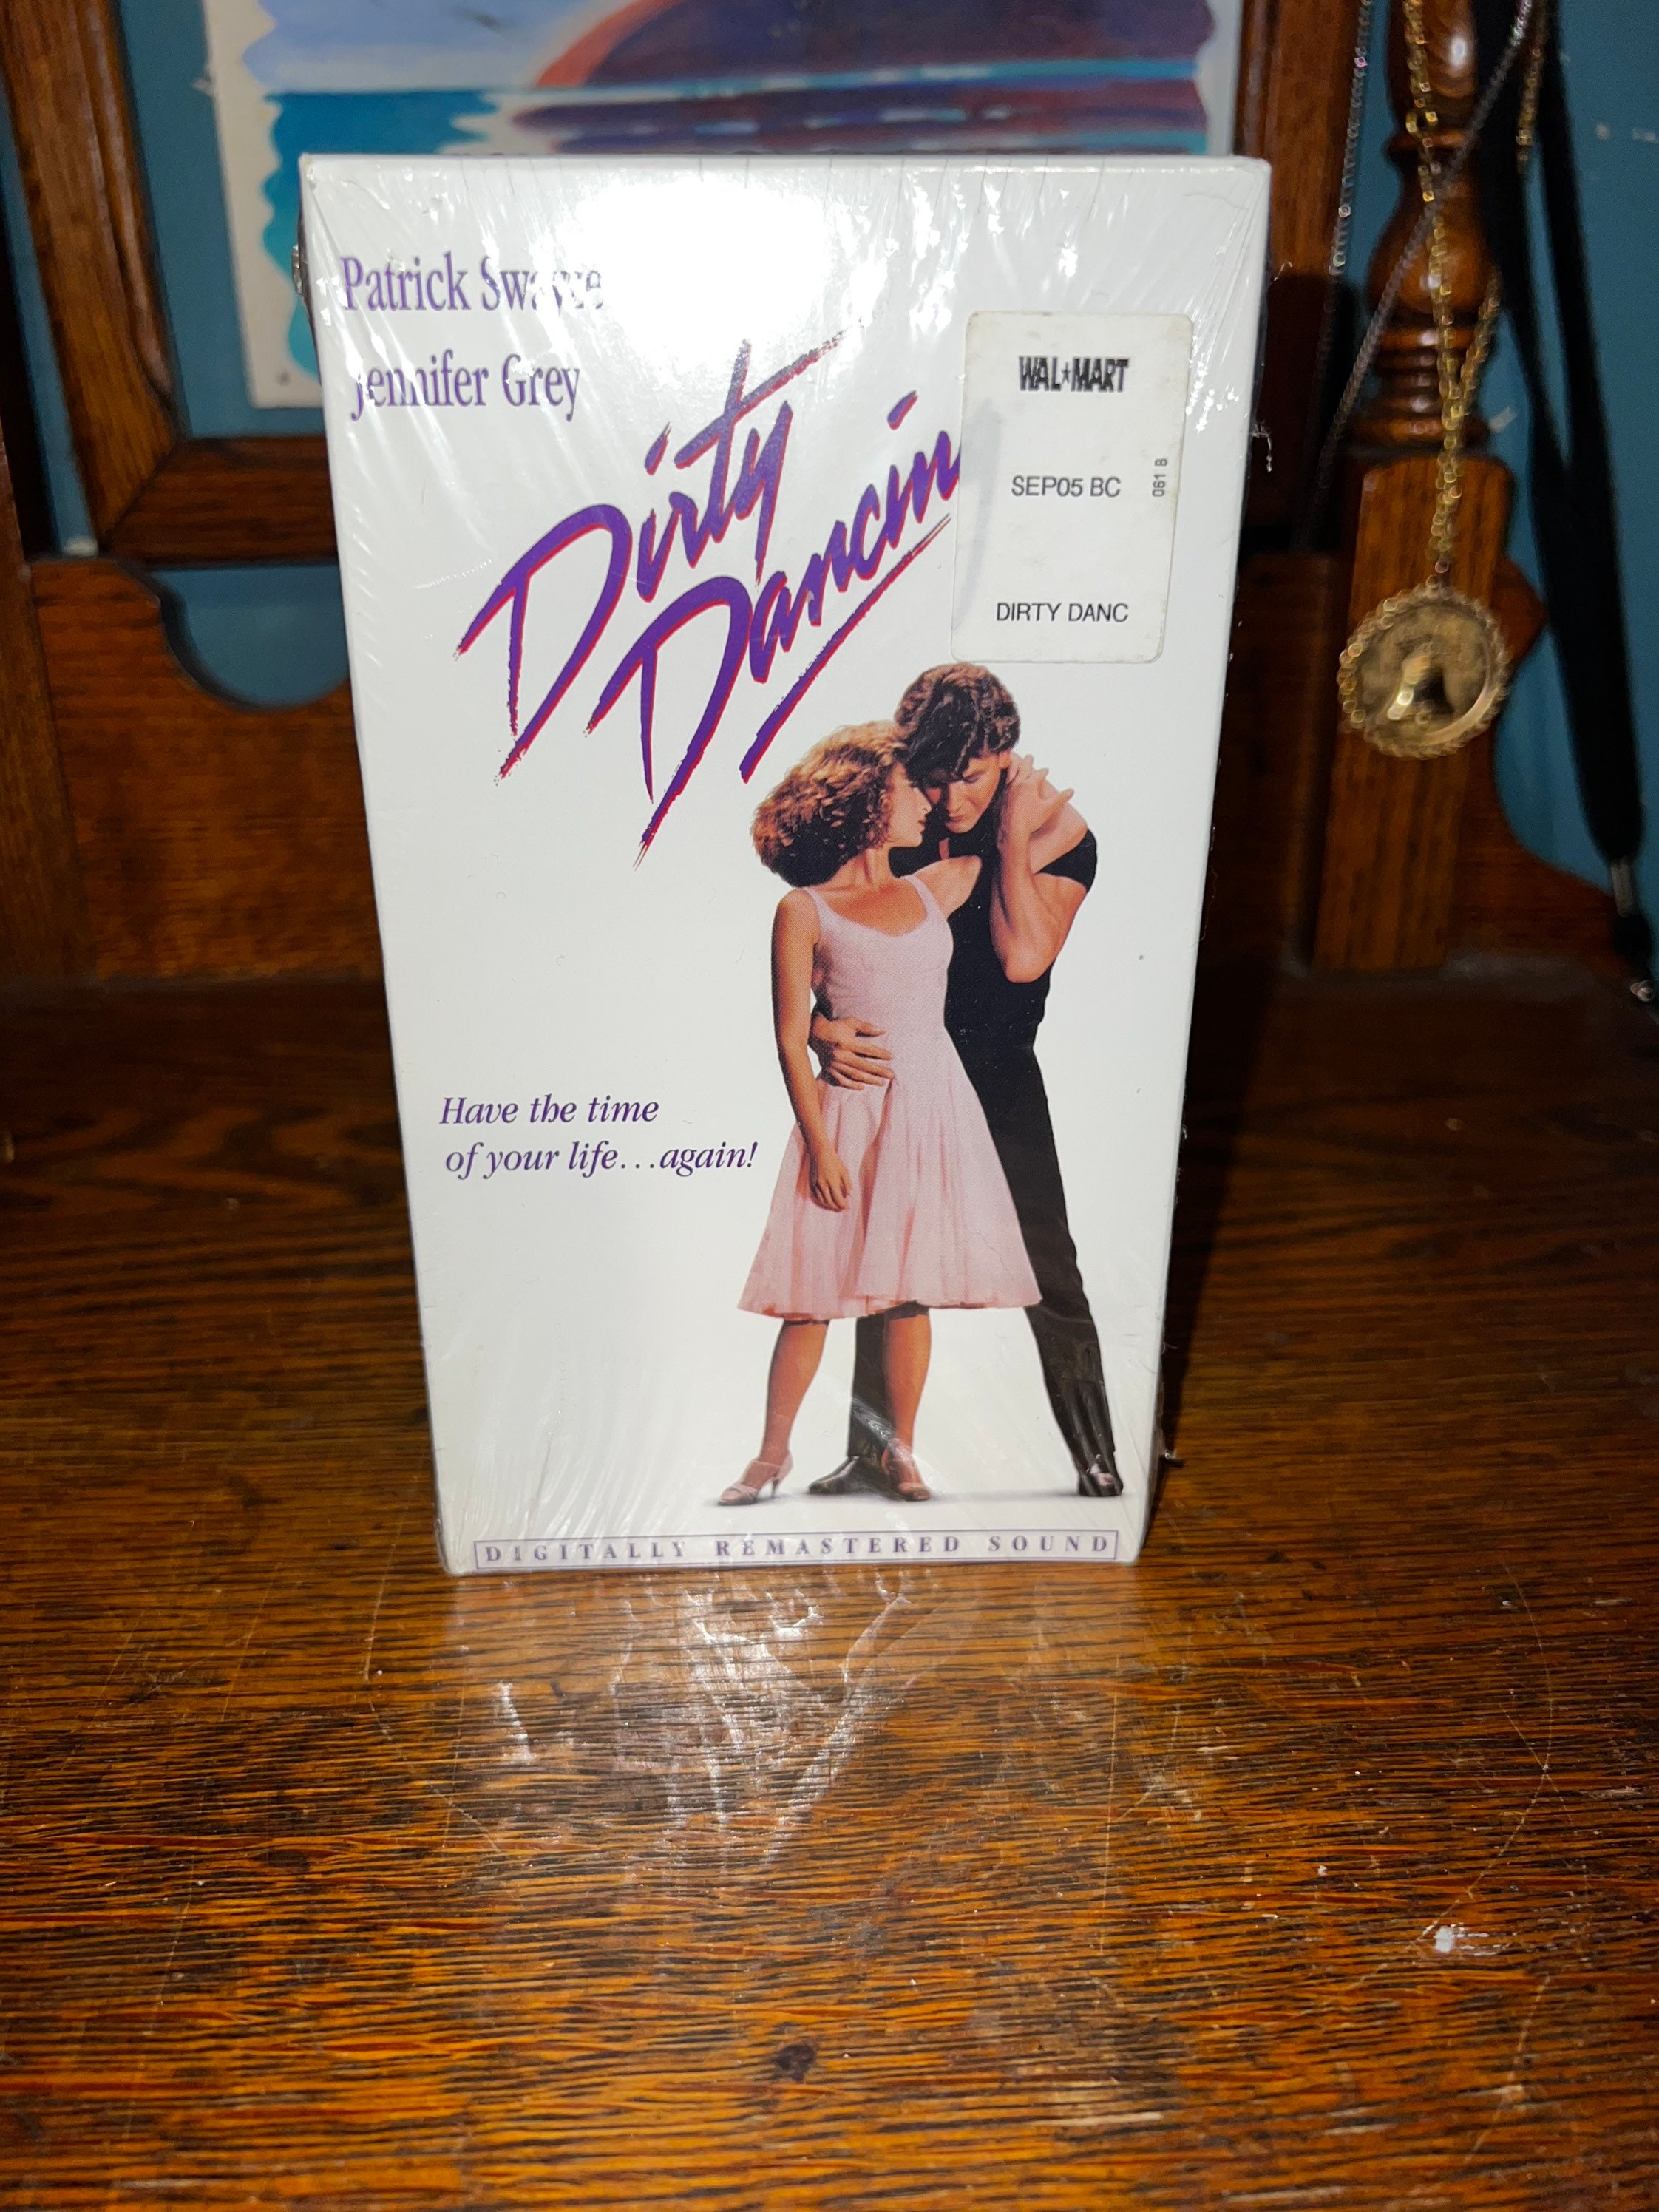 Patrick Swayze
Jennifer Grey
Dirty
Dancin
WAL★MART
SEP05 BC
061 8
DIRTY DANC
Have the time
of your life...again!
DIGITALLY REMASTERED SOUND